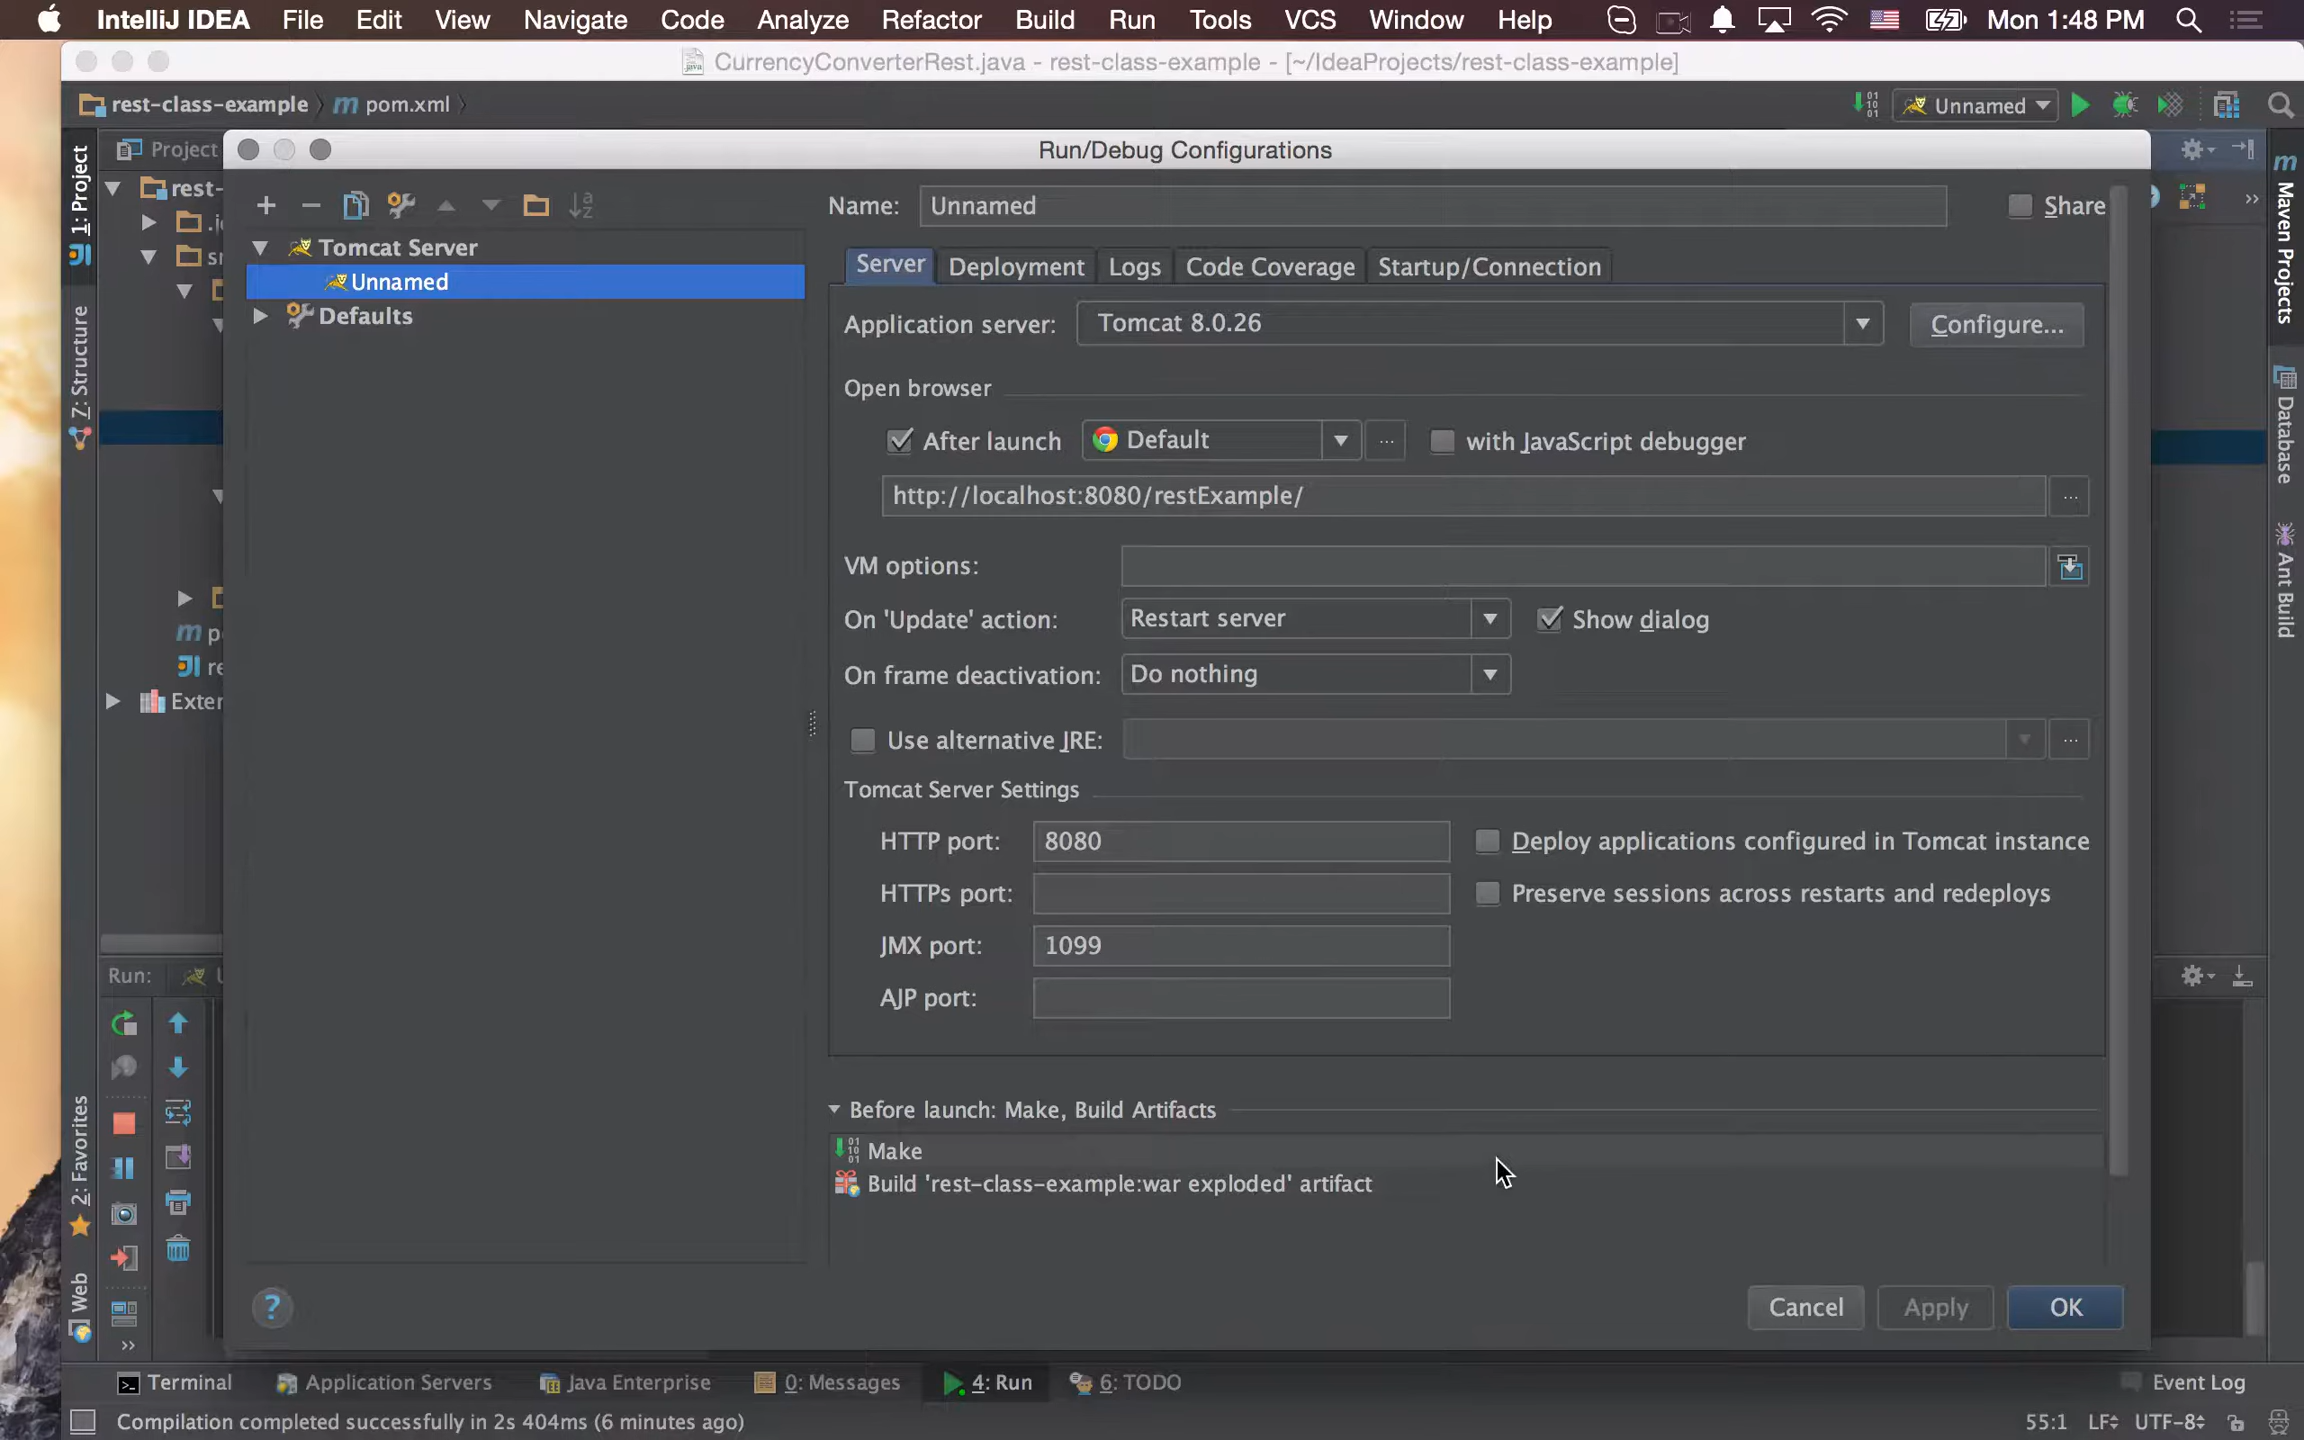 IntelliJ IDEA File Edit View Navigate Code Analyze Refactor Build Run Tools VCS Window Help Mon 1:48 PM
CurrencyConverterRest.java - rest-class-example - [~/IdeaProjects/rest-class-example]
rest-class-example m pom.xml Unnamed
Project Run/Debug Configurations
1: Project
rest-
Name: Unnamed Share
Tomcat Server
Unnamed
Defaults
Server Deployment Logs Code Coverage Startup/Connection
Application server: Tomcat 8.0.26 Configure...
Open browser
After launch Default ... with JavaScript debugger
http://localhost:8080/restExample/ ...
VM options:
On 'Update' action: Restart server Show dialog
On frame deactivation: Do nothing
Use alternative JRE: ...
Tomcat Server Settings
HTTP port: 8080 Deploy applications configured in Tomcat instance
HTTPs port: Preserve sessions across restarts and redeploys
JMX port: 1099
AJP port:
Before launch: Make, Build Artifacts
Make
Build 'rest-class-example:war exploded' artifact
Cancel Apply OK
?
Exter
Run:
Z: Structure
2: Favorites
Web
m Maven Projects
Database
Ant Build
Terminal Application Servers Java Enterprise 0: Messages 4: Run 6: TODO Event Log
Compilation completed successfully in 2s 404ms (6 minutes ago) 55:1 LF UTF-8